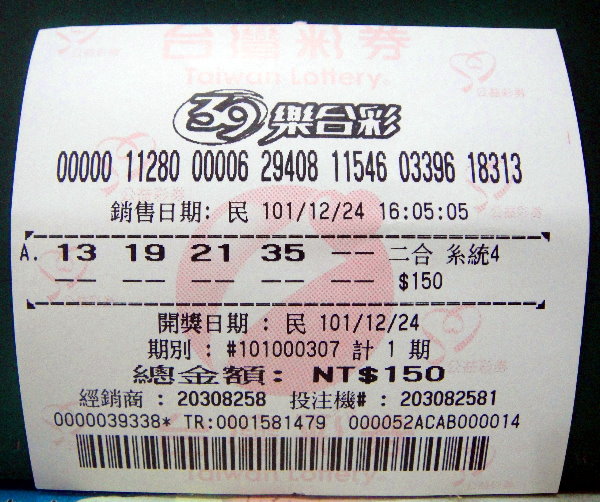 台灣彩券
Taiwan Lottery
39樂合彩
00000 11280 00006 29408 11546 03396 18313
銷售日期: 民 101/12/24 16:05:05
A. 13 19 21 35 -- 二合 系統4
-- -- -- -- -- $150
開獎日期 : 民 101/12/24
期別 : #101000307 計 1 期
總金額: NT$150
經銷商 : 20308258 投注機# : 203082581
0000039338* TR:0001581479 000052ACAB000014
Taiwan Lottery